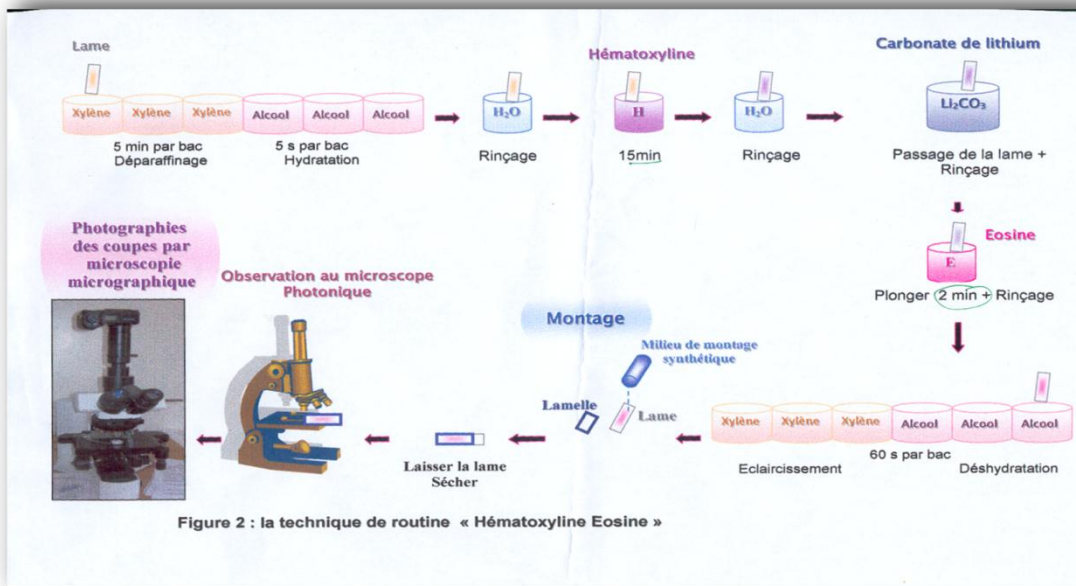 Lame
Hématoxyline
Carbonate de lithium
Xylène Xylène Xylène Alcool Alcool Alcool
H₂O
H
H₂O
Li₂CO₃
5 min par bac
Déparaffinage
5 s par bac
Hydratation
Rinçage
15min
Rinçage
Passage de la lame +
Rinçage
Eosine
E
Plonger 2 min + Rinçage
Photographies
des coupes par
microscopie
micrographique
Observation au microscope
Photonique
Montage
Milieu de montage
synthétique
Lamelle
Lame
Xylène Xylène Xylène Alcool Alcool Alcool
60 s par bac
Eclaircissement
Déshydratation
Laisser la lame
Sécher
Figure 2 : la technique de routine « Hématoxyline Eosine »